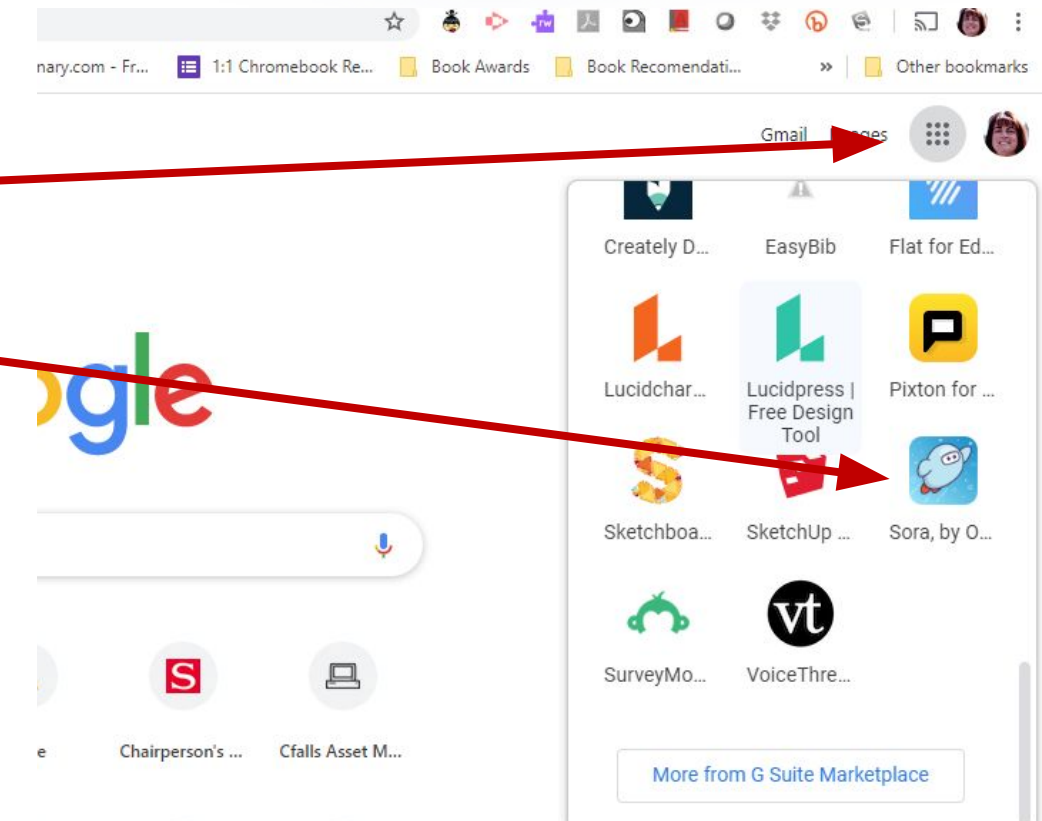 nary.com - Fr... 1:1 Chromebook Re... Book Awards Book Recomendati... » Other bookmarks
Gmail
Creately D... EasyBib Flat for Ed...
Lucidchar... Lucidpress | Free Design Tool Pixton for ...
Sketchboa... SketchUp ... Sora, by O...
ogle
SurveyMo... VoiceThre...
vt
S
e Chairperson's ... Cfalls Asset M...
More from G Suite Marketplace